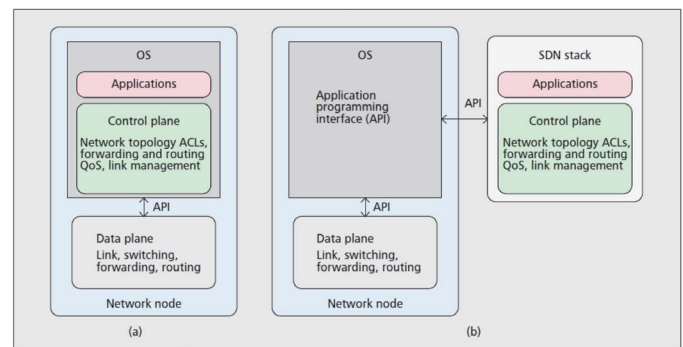 OS
Applications
Control plane
Network topology ACLs,
forwarding and routing
QoS, link management
API
Data plane
Link, switching,
forwarding, routing
Network node
(a)
OS
Application
programming
interface (API)
API
Data plane
Link, switching,
forwarding, routing
Network node
API
SDN stack
Applications
Control plane
Network topology ACLs,
forwarding and routing
QoS, link management
(b)